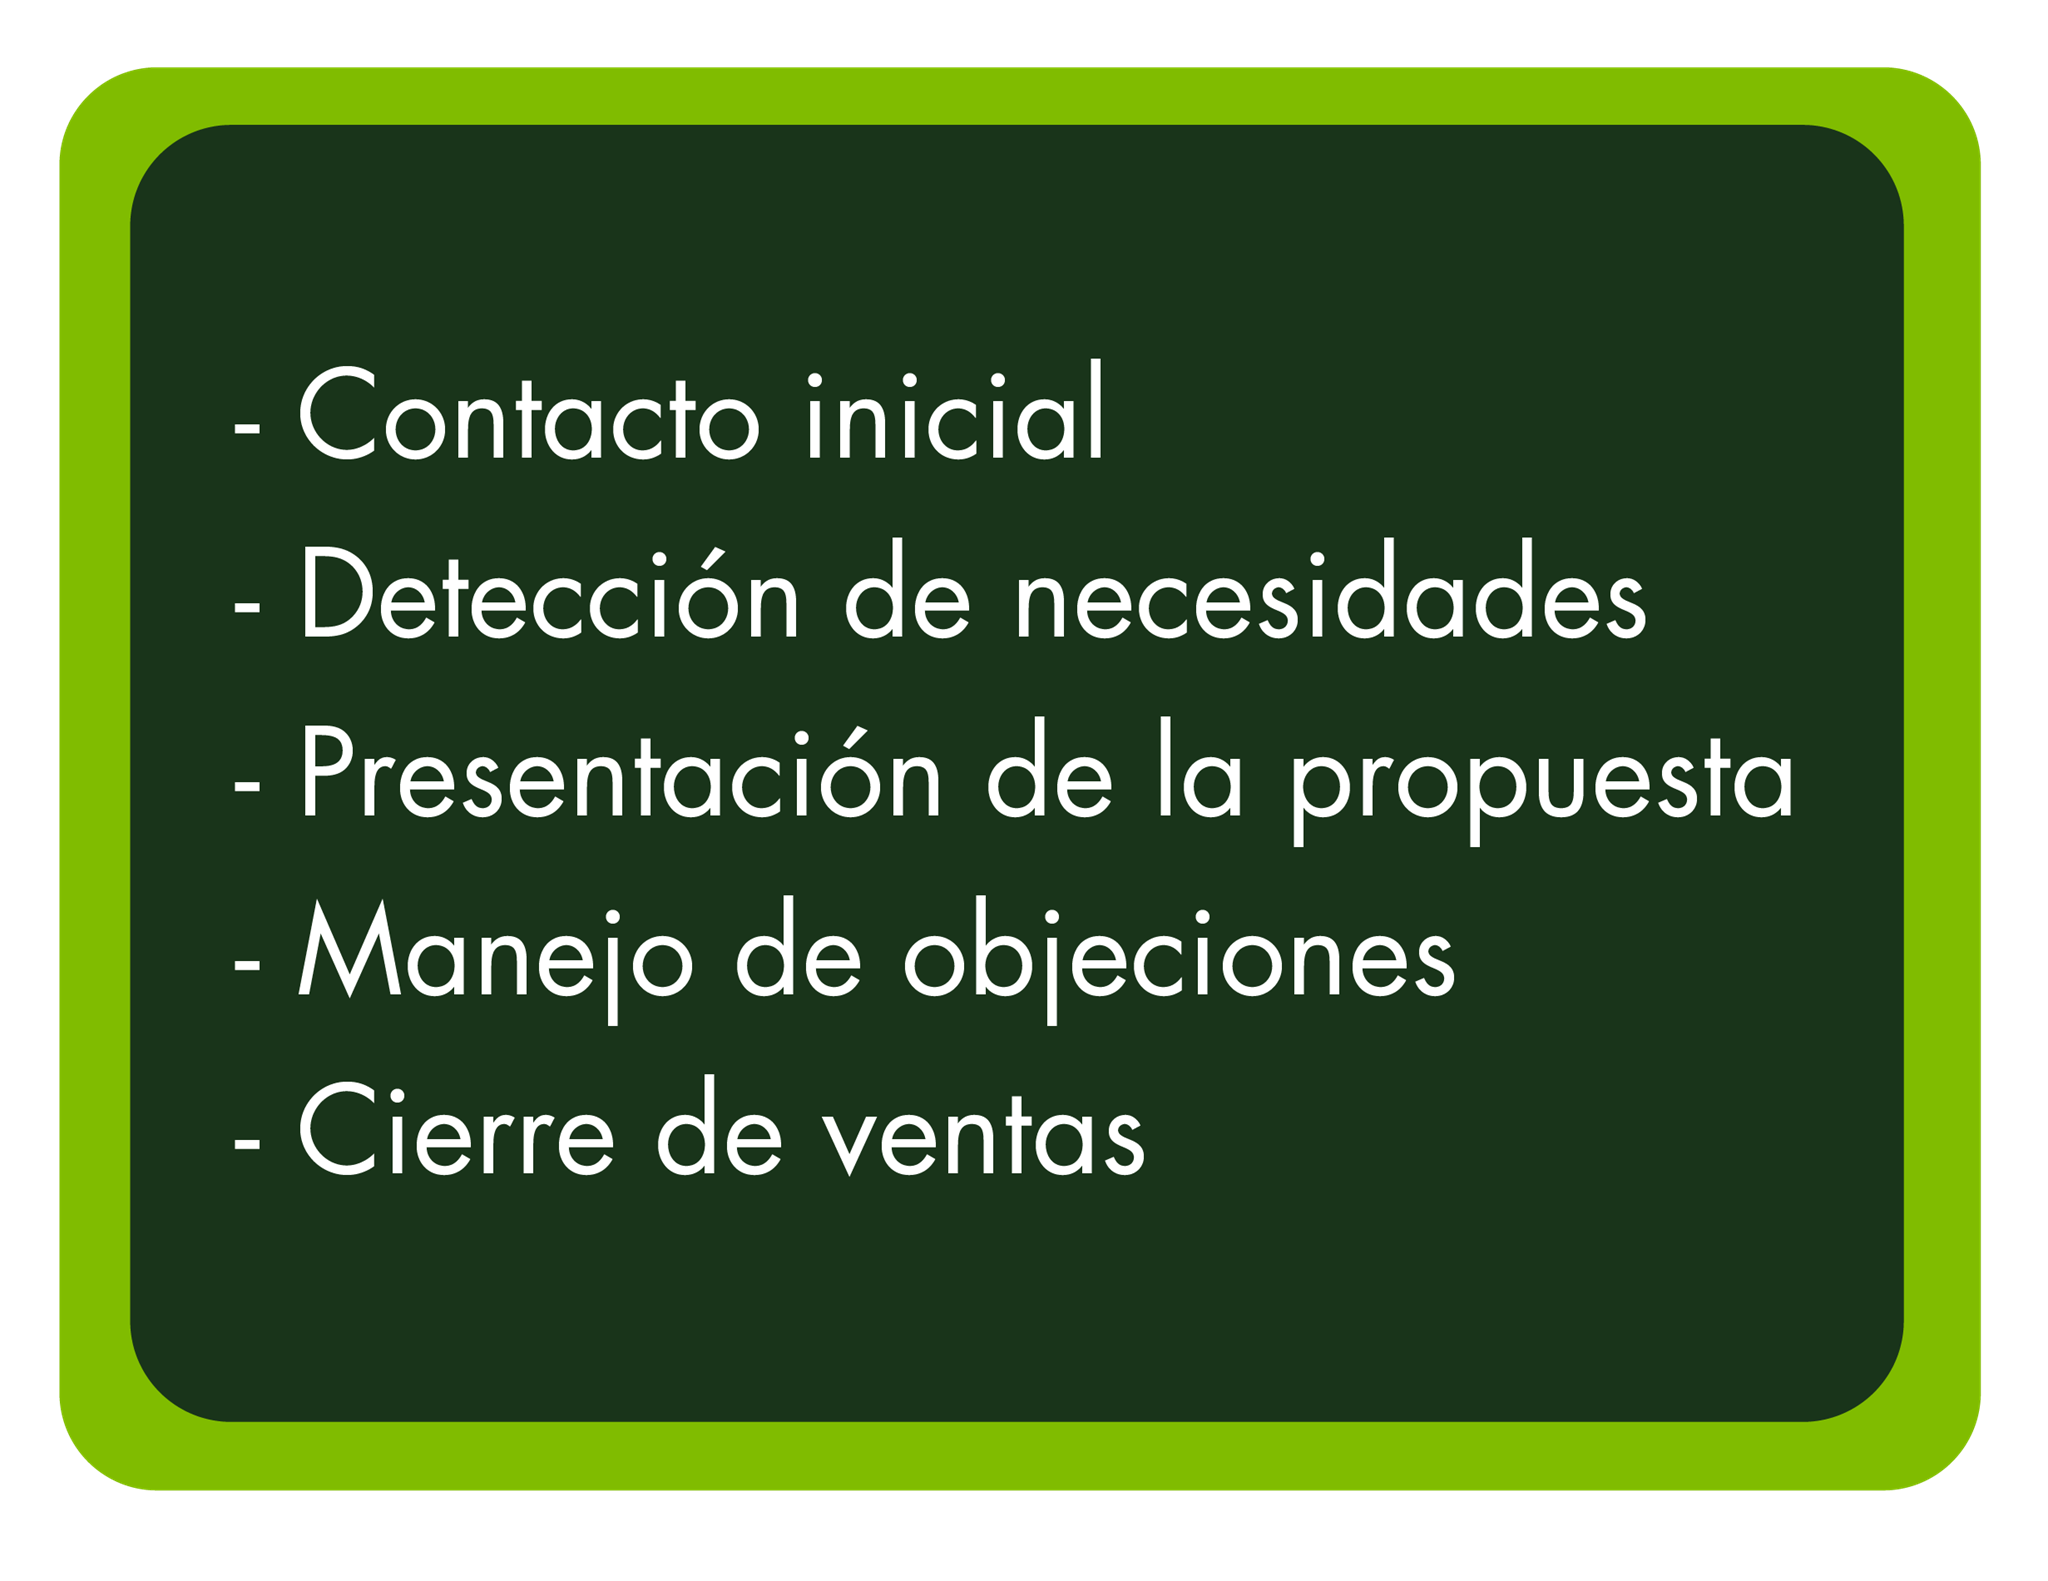 - Contacto inicial
- Detección de necesidades
- Presentación de la propuesta
- Manejo de objeciones
- Cierre de ventas